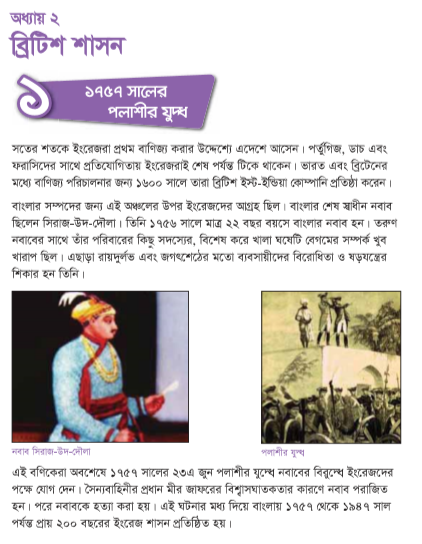 অধ্যায় ২
ব্রিটিশ শাসন
১
১৭৫৭ সালের
পলাশীর যুদ্ধ
সতের শতকে ইংরেজরা প্রথম বাণিজ্য করার উদ্দেশ্যে এদেশে আসেন। পর্তুগিজ, ডাচ এবং
ফরাসিদের সাথে প্রতিযোগিতায় ইংরেজরাই শেষ পর্যন্ত টিকে থাকেন। ভারত এবং ব্রিটেনের
মধ্যে বাণিজ্য পরিচালনার জন্য ১৬০০ সালে তারা ব্রিটিশ ইস্ট-ইন্ডিয়া কোম্পানি প্রতিষ্ঠা করেন।
বাংলার সম্পদের জন্য এই অঞ্চলের উপর ইংরেজদের আগ্রহ ছিল। বাংলার শেষ স্বাধীন নবাব
ছিলেন সিরাজ-উদ-দৌলা। তিনি ১৭৫৬ সালে মাত্র ২২ বছর বয়সে বাংলার নবাব হন। তরুণ
নবাবের সাথে তাঁর পরিবারের কিছু সদস্যের, বিশেষ করে খালা ঘষেটি বেগমের সম্পর্ক খুব
খারাপ ছিল। এছাড়া রায়দুর্লভ এবং জগৎশেঠের মতো ব্যবসায়ীদের বিরোধিতা ও ষড়যন্ত্রের
শিকার হন তিনি।
নবাব সিরাজ-উদ-দৌলা
পলাশীর যুদ্ধ
এই বণিকেরা অবশেষে ১৭৫৭ সালের ২৩এ জুন পলাশীর যুদ্ধে নবাবের বিরুদ্ধে ইংরেজদের
পক্ষে যোগ দেন। সৈন্যবাহিনীর প্রধান মীর জাফরের বিশ্বাসঘাতকতার কারণে নবাব পরাজিত
হন। পরে নবাবকে হত্যা করা হয়। এই ঘটনার মধ্য দিয়ে বাংলায় ১৭৫৭ থেকে ১৯৪৭ সাল
পর্যন্ত প্রায় ২০০ বছরের ইংরেজ শাসন প্রতিষ্ঠিত হয়।